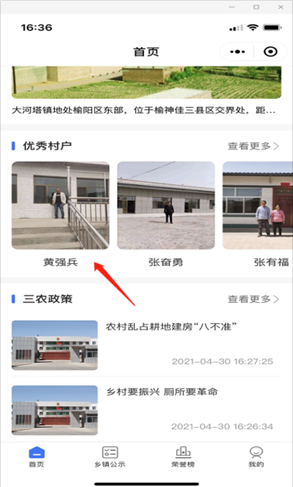 16:36
首页
大河塔镇地处榆阳区东部，位于榆神佳三县区交界处，距...
优秀村户
查看更多>
黄强兵
张奋勇
张有福
三农政策
查看更多>
农村乱占耕地建房“八不准”
2021-04-30 16:27:25
乡村要振兴 厕所要革命
2021-04-30 16:26:34
首页
乡镇公示
荣誉榜
我的